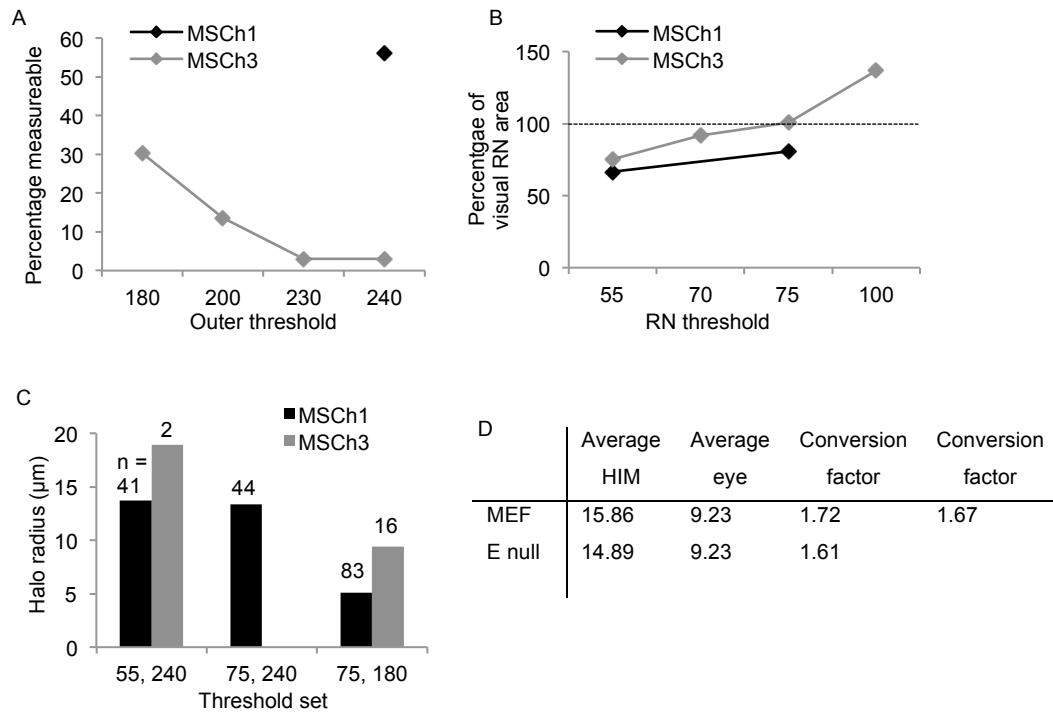 A
MSCh1
MSCh3
Percentage measureable
60
50
40
30
20
10
0
180 200 230 240
Outer threshold
B
MSCh1
MSCh3
Percentgae of
visual RN area
150
100
50
0
55 70 75 100
RN threshold
C
MSCh1
MSCh3
Halo radius (µm)
20
15
10
5
0
n =
41
2
44
83
16
55, 240 75, 240 75, 180
Threshold set
D
Average Average Conversion Conversion
HIM eye factor factor
MEF 15.86 9.23 1.72 1.67
E null 14.89 9.23 1.61